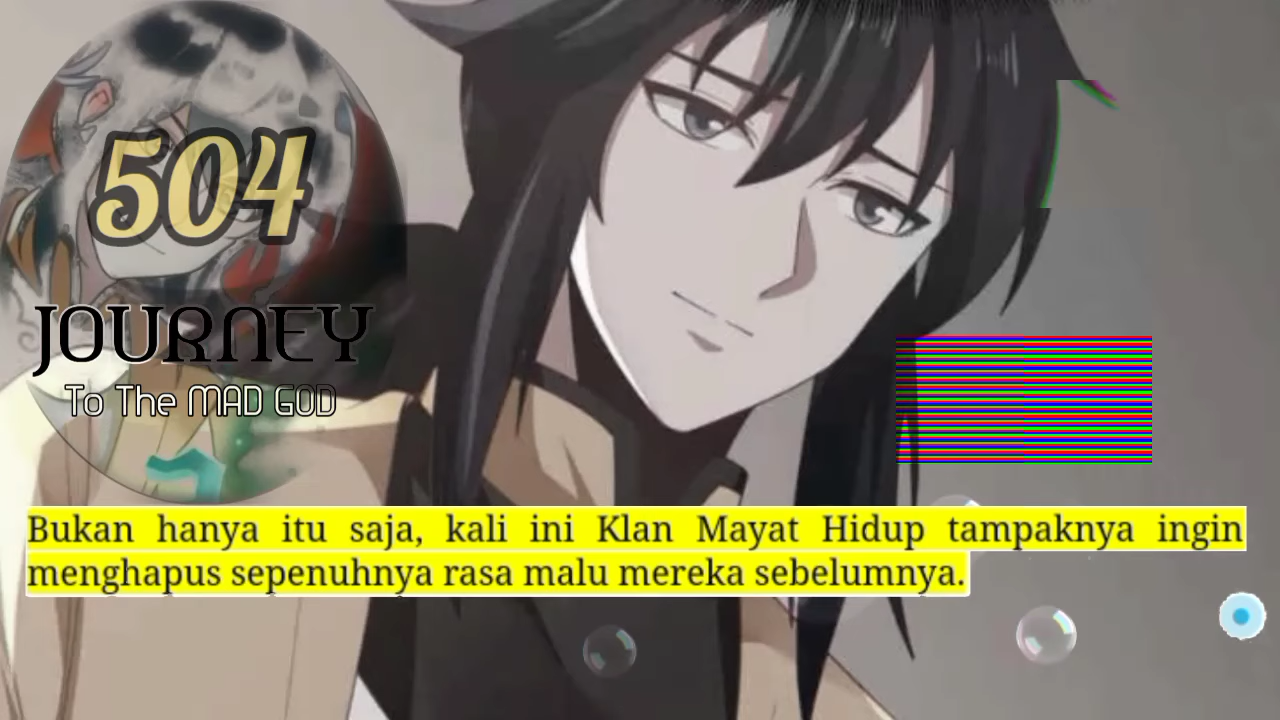 504
JOURNEY
To The MAD GOD
Bukan hanya itu saja, kali ini Klan Mayat Hidup tampaknya ingin
menghapus sepenuhnya rasa malu mereka sebelumnya.